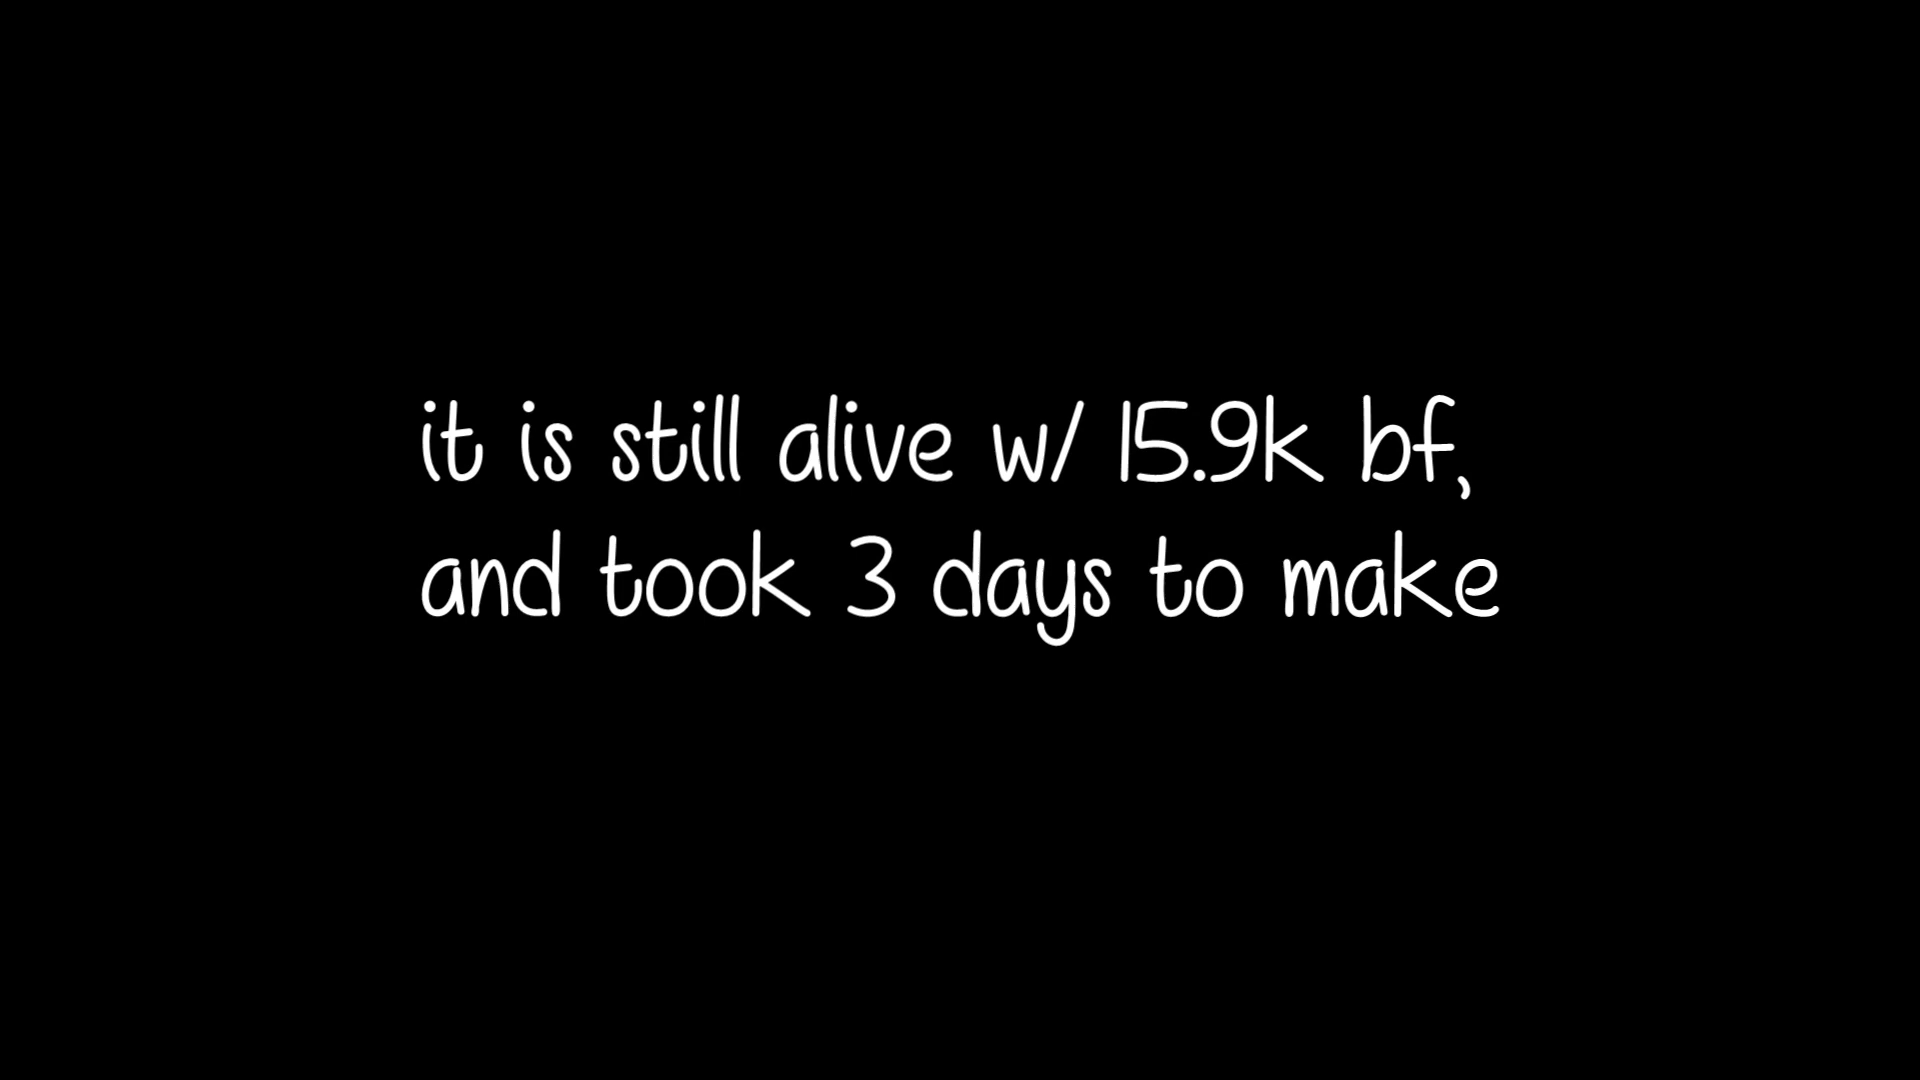 it is still alive w/ 15.9k bf,
and took 3 days to make